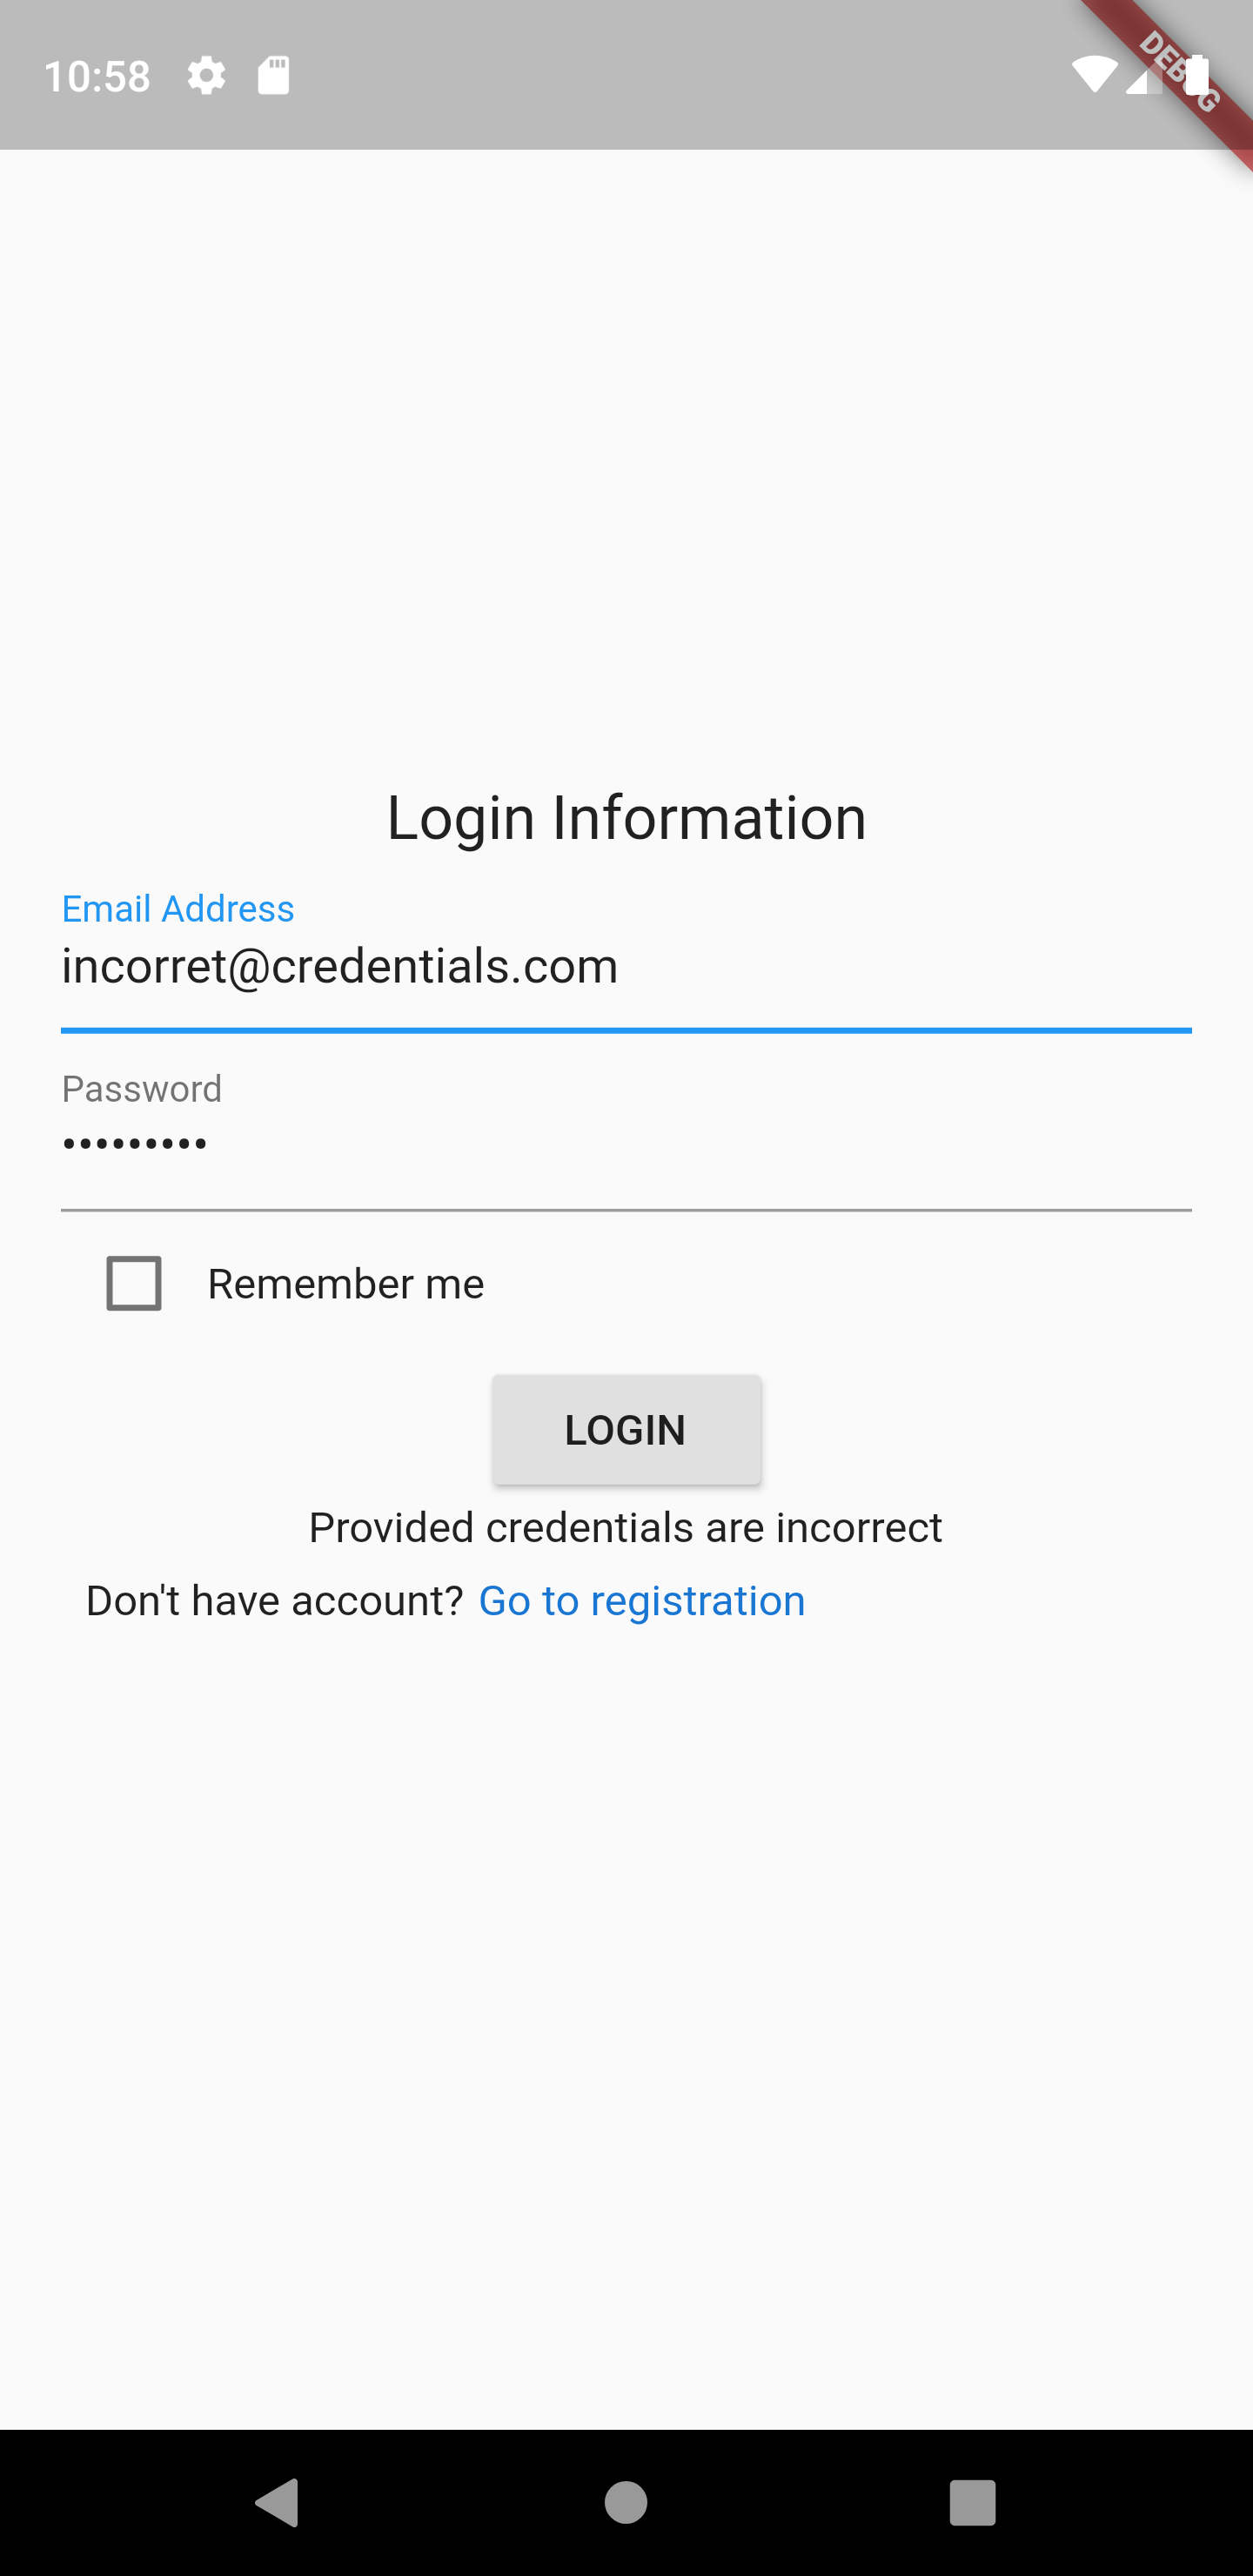 10:58
DEBUG
Login Information
Email Address
incorret@credentials.com
Password
•••••••••
Remember me
LOGIN
Provided credentials are incorrect
Don't have account? Go to registration